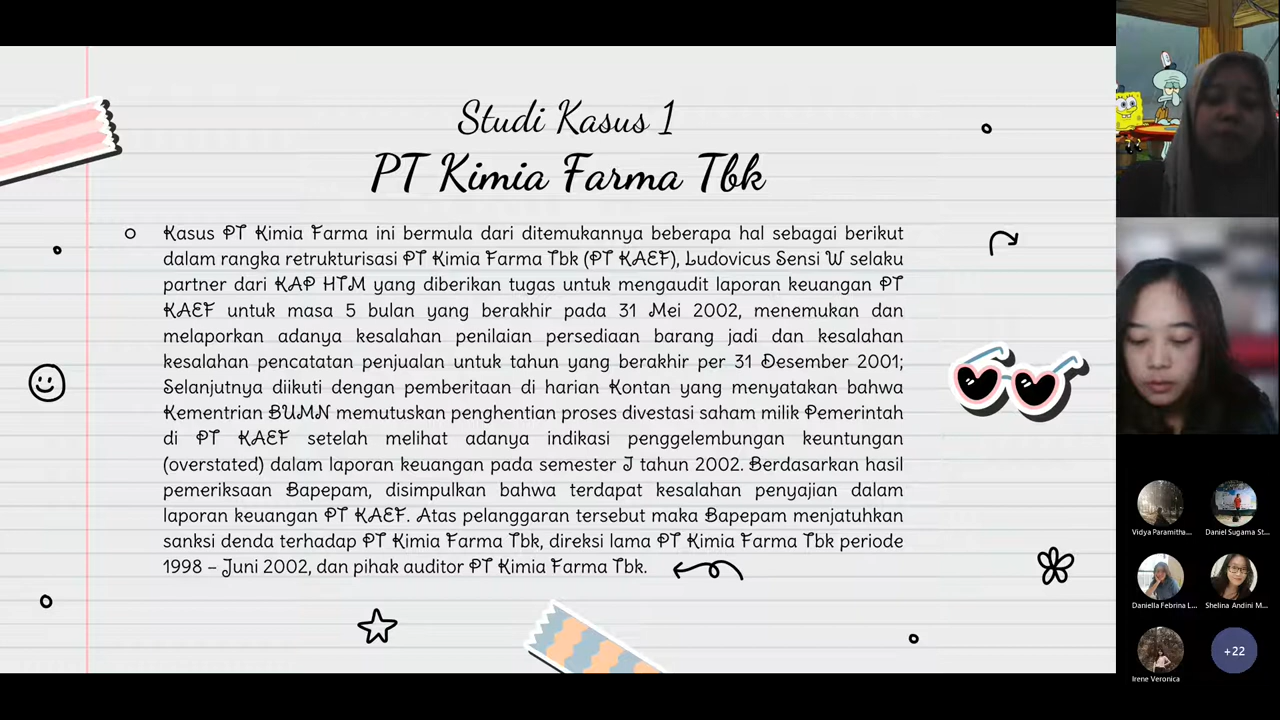 Studi Kasus 1
PT Kimia Farma Tbk
Kasus PT Kimia Farma ini bermula dari ditemukannya beberapa hal sebagai berikut
dalam rangka retrukturisasi PT Kimia Farma Tbk (PT KAEF), Ludovicus Sensi W selaku
partner dari KAP HTM yang diberikan tugas untuk mengaudit laporan keuangan PT
KAEF untuk masa 5 bulan yang berakhir pada 31 Mei 2002, menemukan dan
melaporkan adanya kesalahan penilaian persediaan barang jadi dan kesalahan
kesalahan pencatatan penjualan untuk tahun yang berakhir per 31 Desember 2001;
Selanjutnya diikuti dengan pemberitaan di harian Kontan yang menyatakan bahwa
Kementrian BUMN memutuskan penghentian proses divestasi saham milik Pemerintah
di PT KAEF setelah melihat adanya indikasi penggelembungan keuntungan
(overstated) dalam laporan keuangan pada semester I tahun 2002. Berdasarkan hasil
pemeriksaan Bapepam, disimpulkan bahwa terdapat kesalahan penyajian dalam
laporan keuangan PT KAEF. Atas pelanggaran tersebut maka Bapepam menjatuhkan
sanksi denda terhadap PT Kimia Farma Tbk, direksi lama PT Kimia Farma Tbk periode
1998 – Juni 2002, dan pihak auditor PT Kimia Farma Tbk.
Vidya Paramitha...
Daniel Sugama St...
Daniella Febrina L...
Shelina Andini M...
Irene Veronica
+22